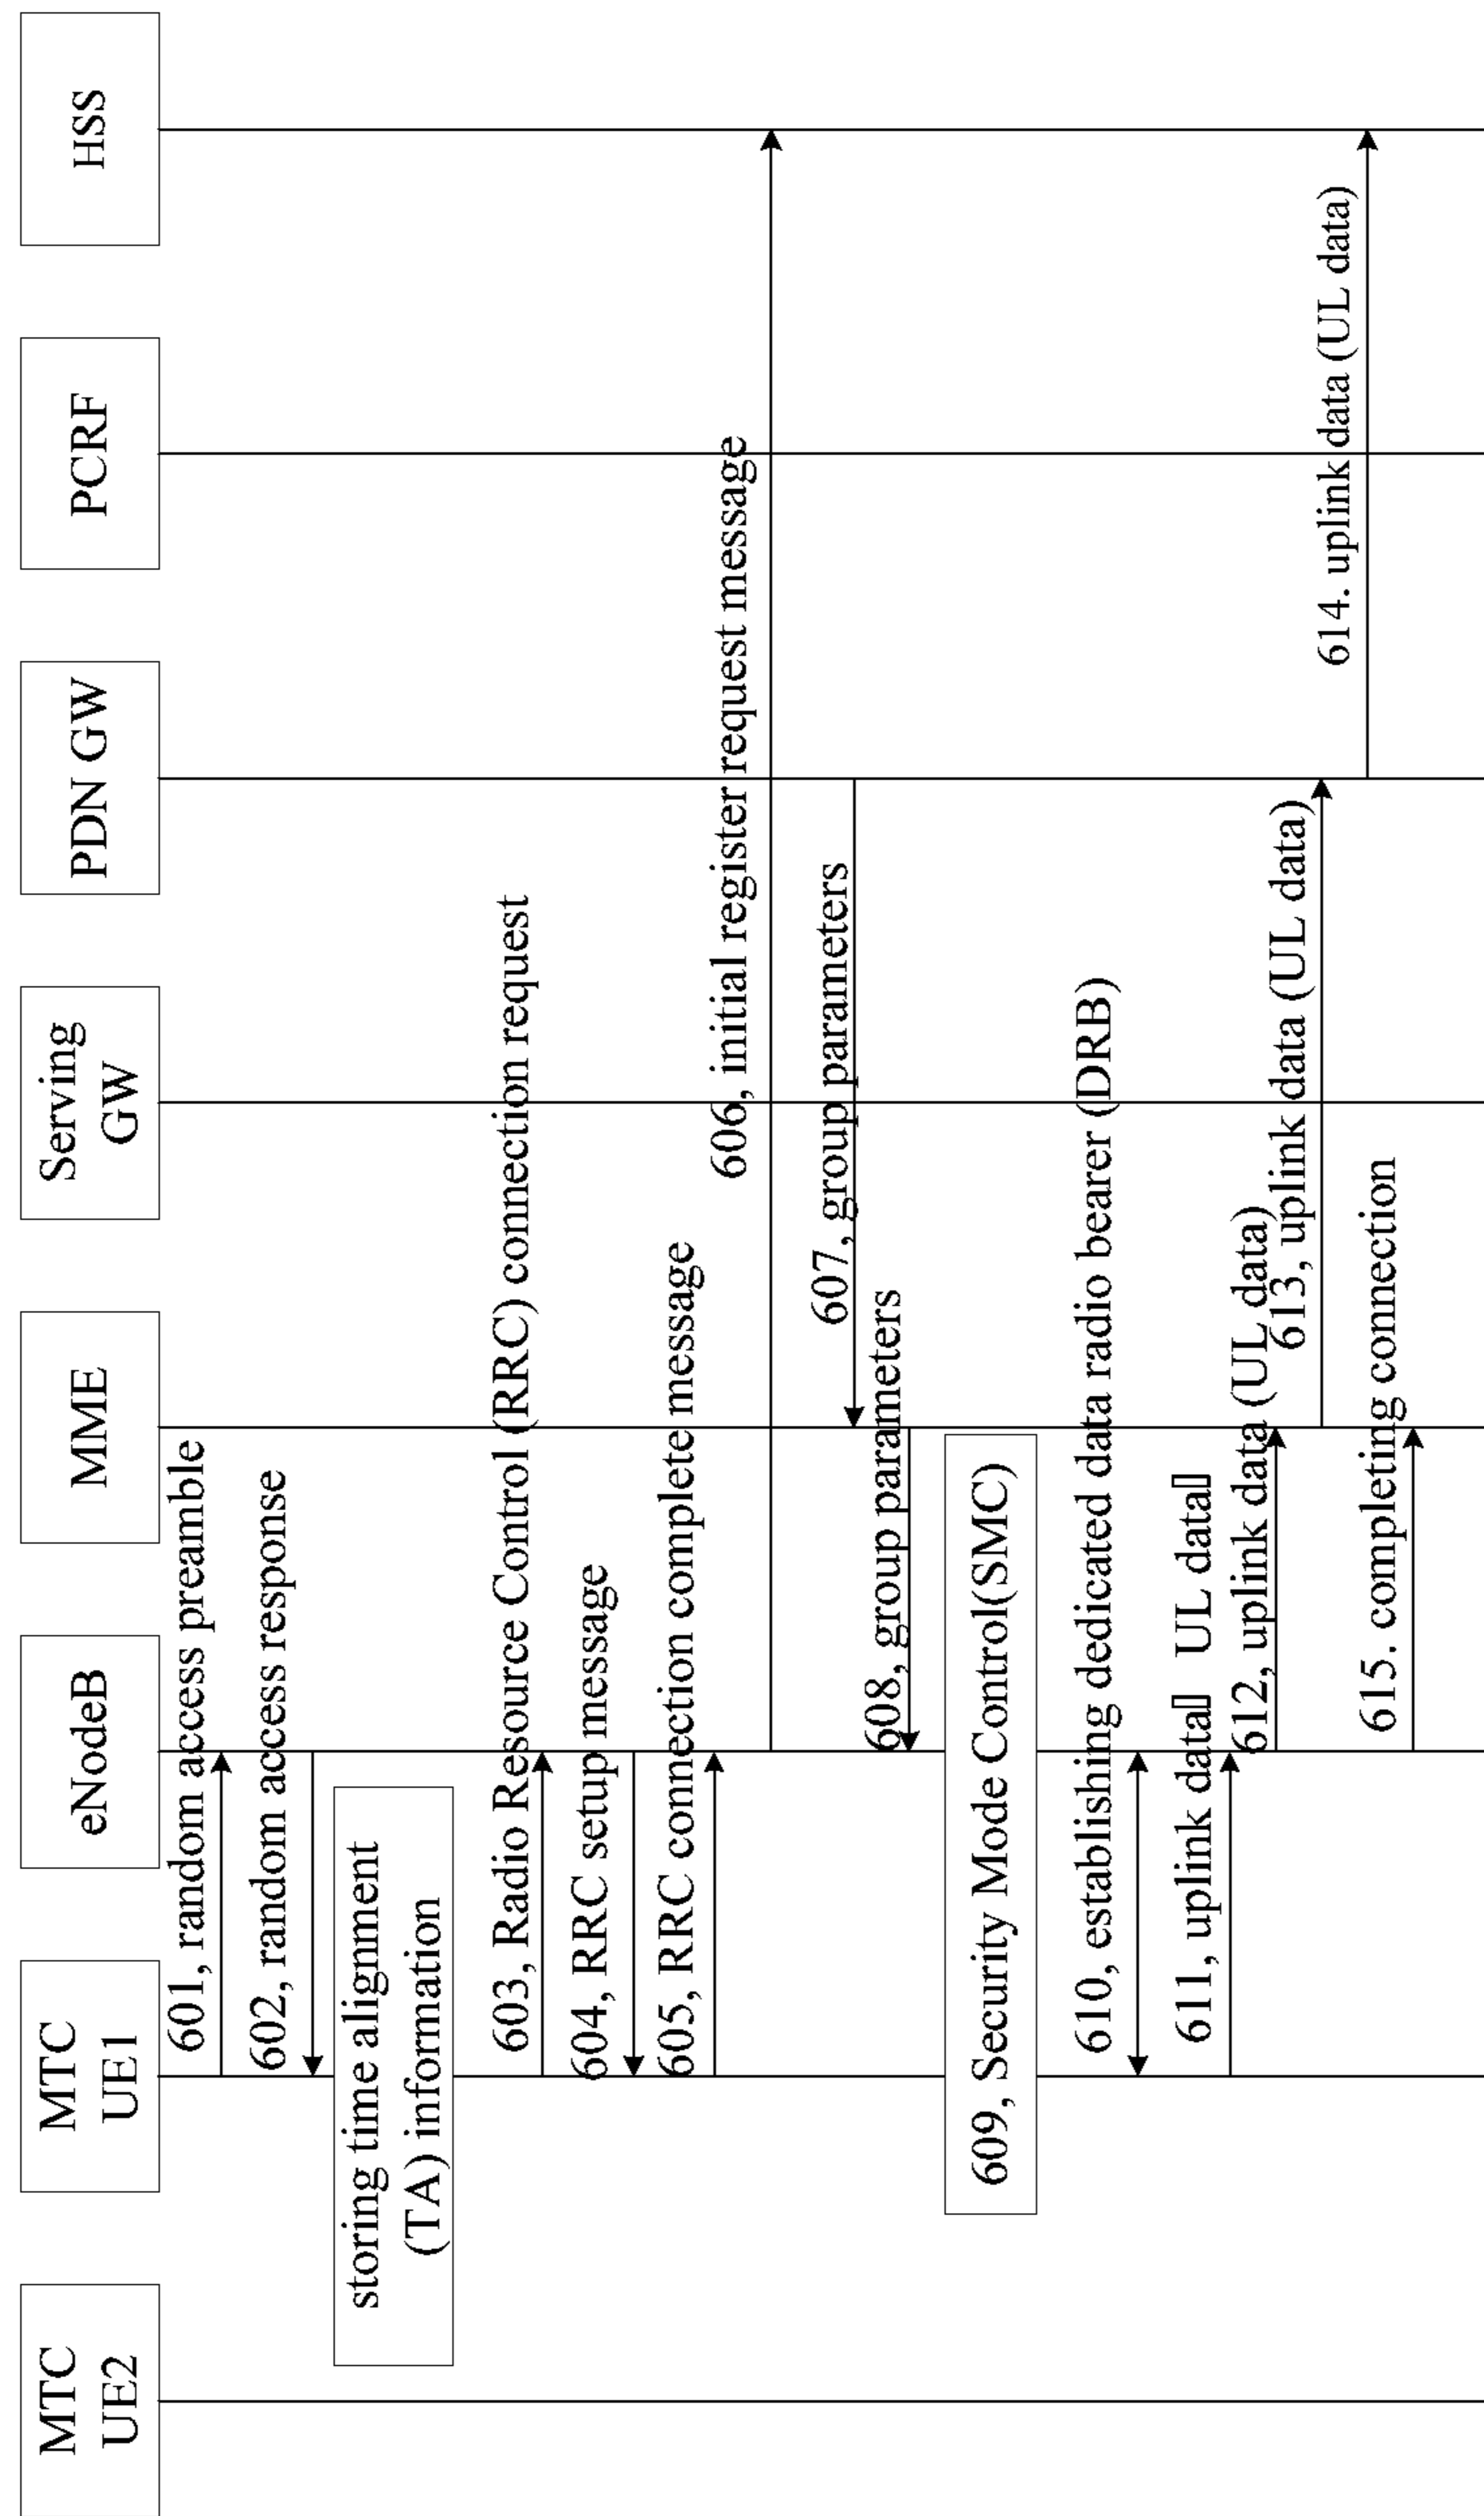 MTC
UE2
MTC
UE1
eNodeB
MME
Serving
GW
PDN GW
PCRF
HSS
601, random access preamble
602, random access response
storing time alignment
(TA) information
603, Radio Resource Control (RRC) connection request
604, RRC setup message
605, RRC connection complete message
606, initial register request message
607, group parameters
608, group parameters
609, Security Mode Control(SMC)
610, establishing dedicated data radio bearer (DRB)
611, uplink data▯ UL data▯
612, uplink data (UL data)
613, uplink data (UL data)
614. uplink data (UL data)
615. completing connection